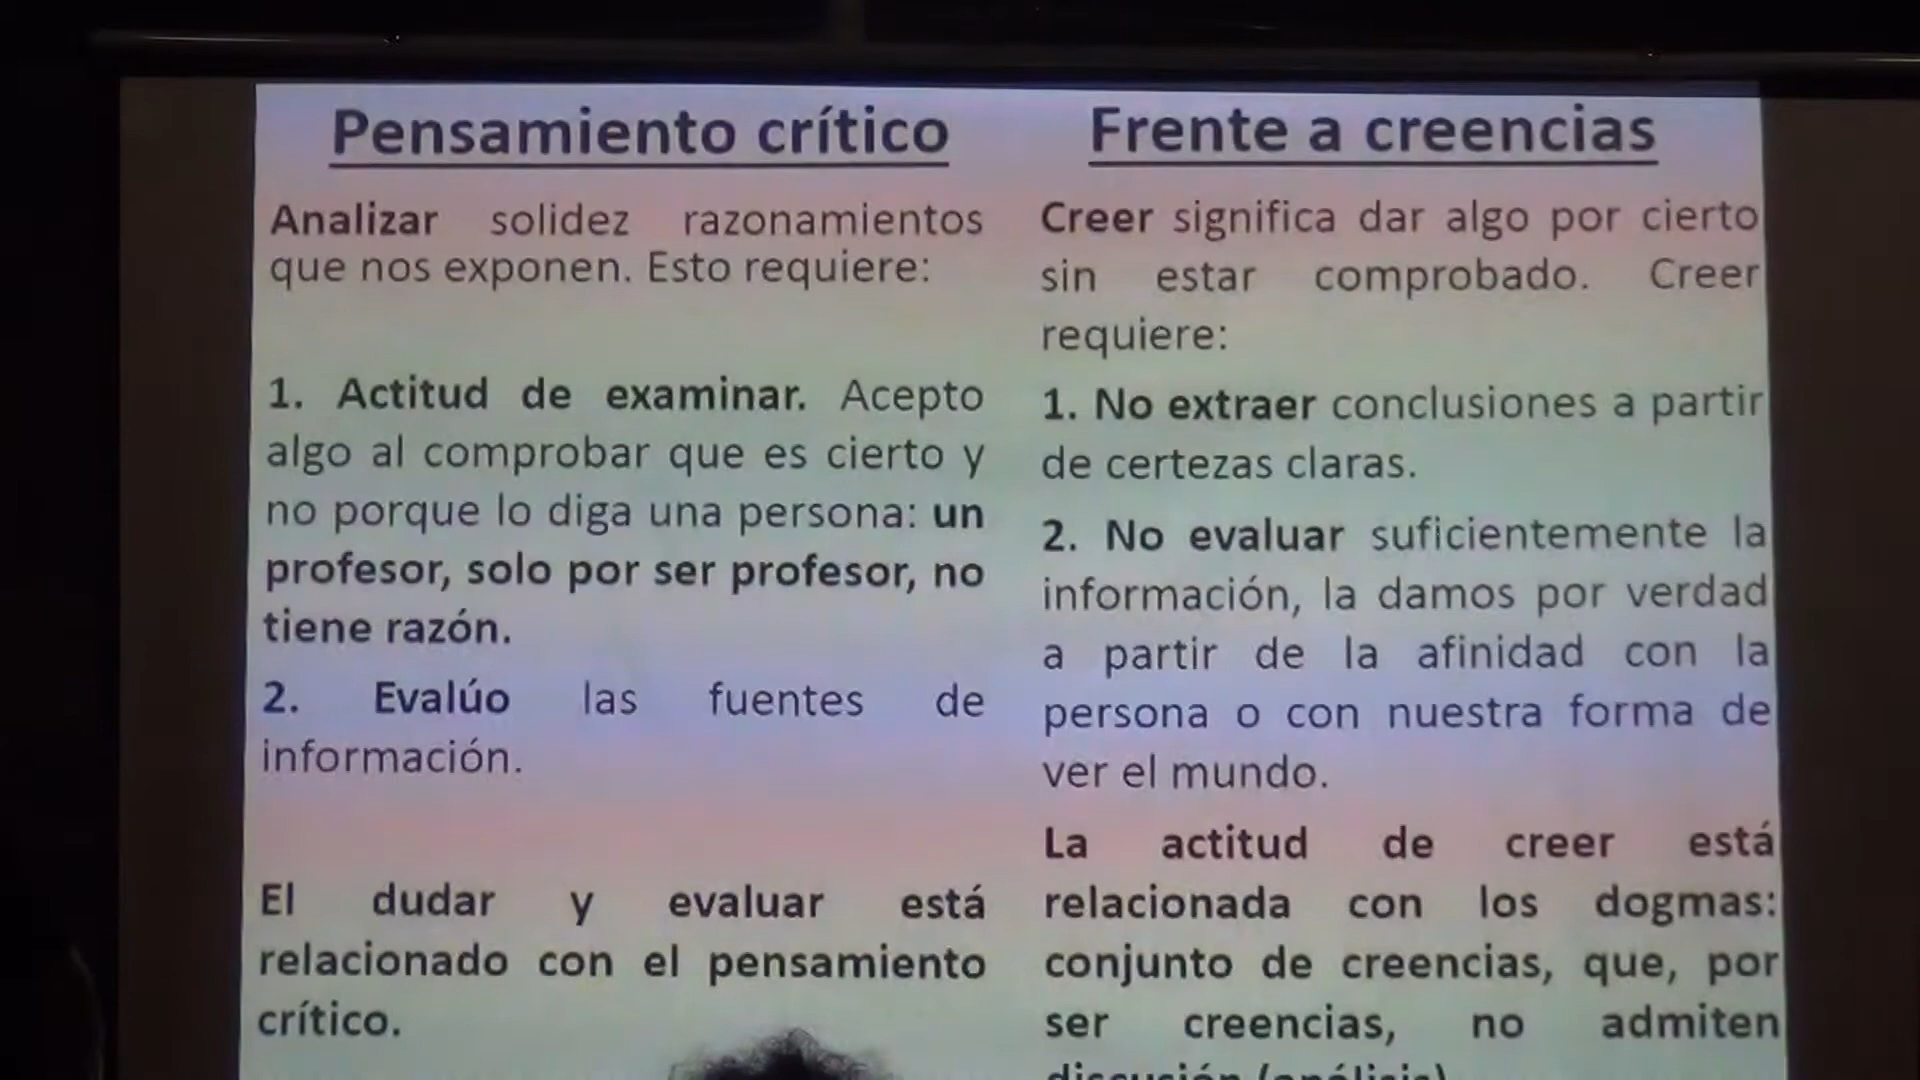 Pensamiento crítico
Analizar solidez razonamientos
que nos exponen. Esto requiere:
1. Actitud de examinar. Acepto
algo al comprobar que es cierto y
no porque lo diga una persona: un
profesor, solo por ser profesor, no
tiene razón.
2. Evalúo las fuentes de
información.
El dudar y evaluar está
relacionado con el pensamiento
crítico.
Frente a creencias
Creer significa dar algo por cierto
sin estar comprobado. Creer
requiere:
1. No extraer conclusiones a partir
de certezas claras.
2. No evaluar suficientemente la
información, la damos por verdad
a partir de la afinidad con la
persona o con nuestra forma de
ver el mundo.
La actitud de creer está
relacionada con los dogmas:
conjunto de creencias, que, por
ser creencias, no admiten
discusión (análisis)